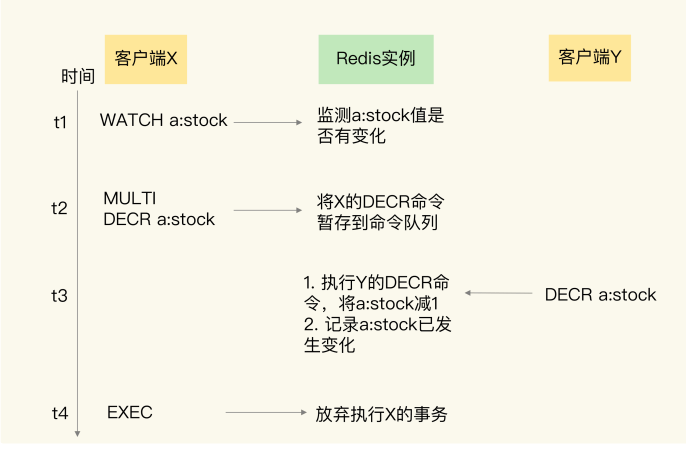 客户端X
Redis实例
客户端Y
时间
t1
WATCH a:stock
监测a:stock值是
否有变化
t2
MULTI
DECR a:stock
将X的DECR命令
暂存到命令队列
t3
1. 执行Y的DECR命
令，将a:stock减1
2. 记录a:stock已发
生变化
DECR a:stock
t4
EXEC
放弃执行X的事务